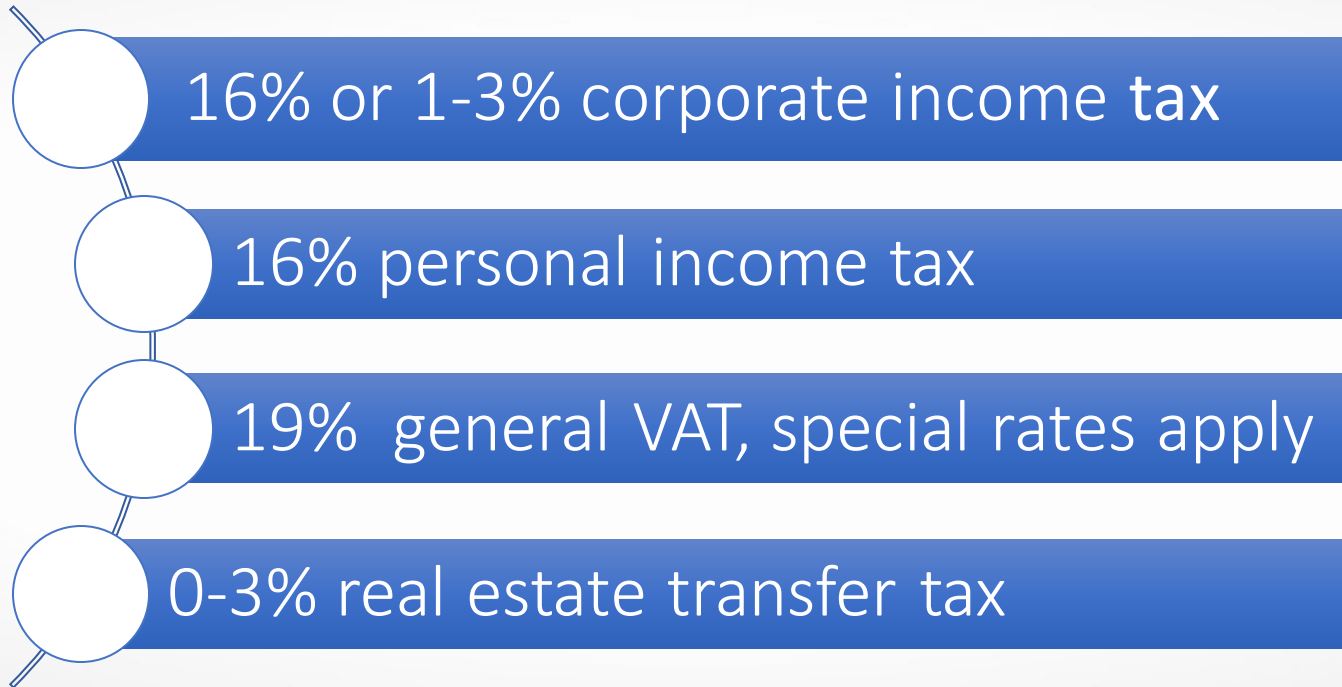 16% or 1-3% corporate income tax
16% personal income tax
19% general VAT, special rates apply
0-3% real estate transfer tax